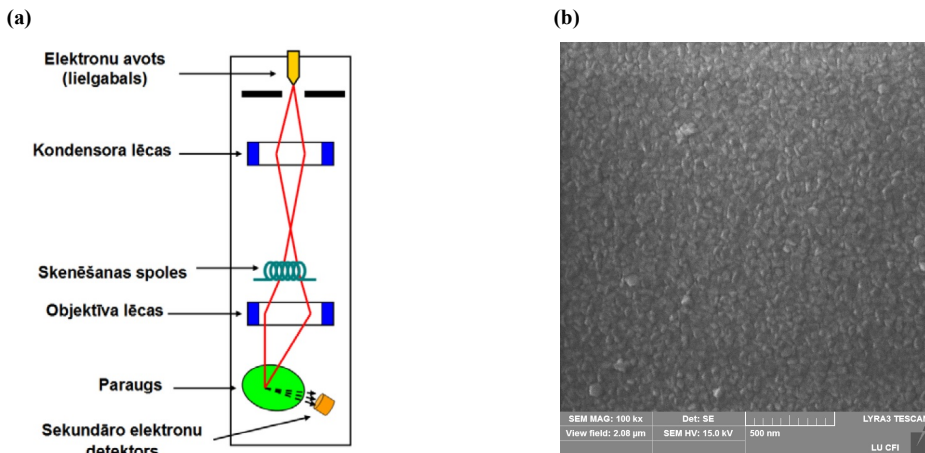 (a)
Elektronu avots
(lielgabals)
Kondensora lēcas
Skenēšanas spoles
Objektīva lēcas
Paraugs
Sekundāro elektronu
detektors
(b)
SEM MAG: 100 kx
Det: SE
LYRA3 TESCAN
View field: 2.08 µm
SEM HV: 15.0 kV
500 nm
LU CFI